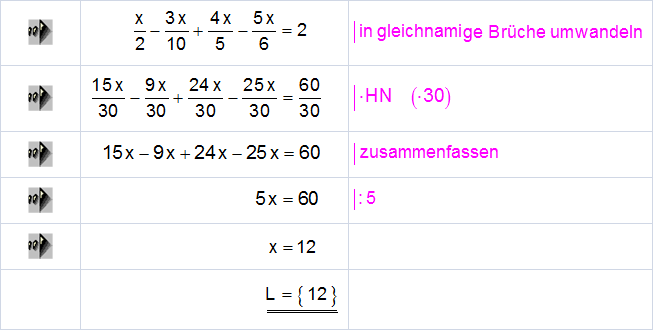 x/2 − 3x/10 + 4x/5 − 5x/6 = 2 | in gleichnamige Brüche umwandeln
15x/30 − 9x/30 + 24x/30 − 25x/30 = 60/30 | ·HN (·30)
15x − 9x + 24x − 25x = 60 | zusammenfassen
5x = 60 | : 5
x = 12
L = {12}